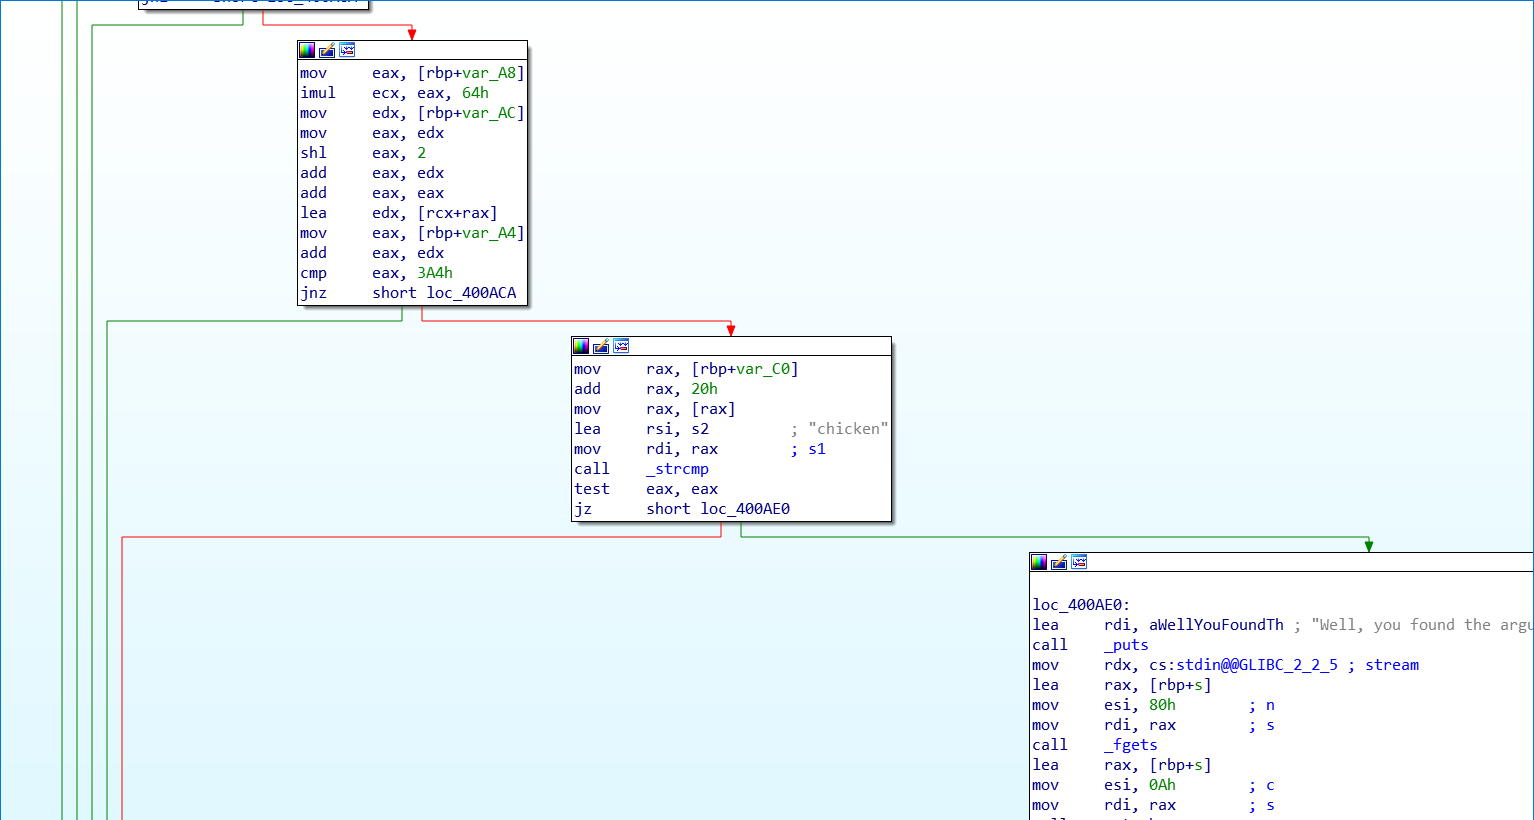 mov eax, [rbp+var_A8]
imul ecx, eax, 64h
mov edx, [rbp+var_AC]
mov eax, edx
shl eax, 2
add eax, edx
add eax, eax
lea edx, [rcx+rax]
mov eax, [rbp+var_A4]
add eax, edx
cmp eax, 3A4h
jnz short loc_400ACA
mov rax, [rbp+var_C0]
add rax, 20h
mov rax, [rax]
lea rsi, s2 ; "chicken"
mov rdi, rax ; s1
call _strcmp
test eax, eax
jz short loc_400AE0
loc_400AE0:
lea rdi, aWellYouFoundTh ; "Well, you found the argu
call _puts
mov rdx, cs:stdin@@GLIBC_2_2_5 ; stream
lea rax, [rbp+s]
mov esi, 80h ; n
mov rdi, rax ; s
call _fgets
lea rax, [rbp+s]
mov esi, 0Ah ; c
mov rdi, rax ; s